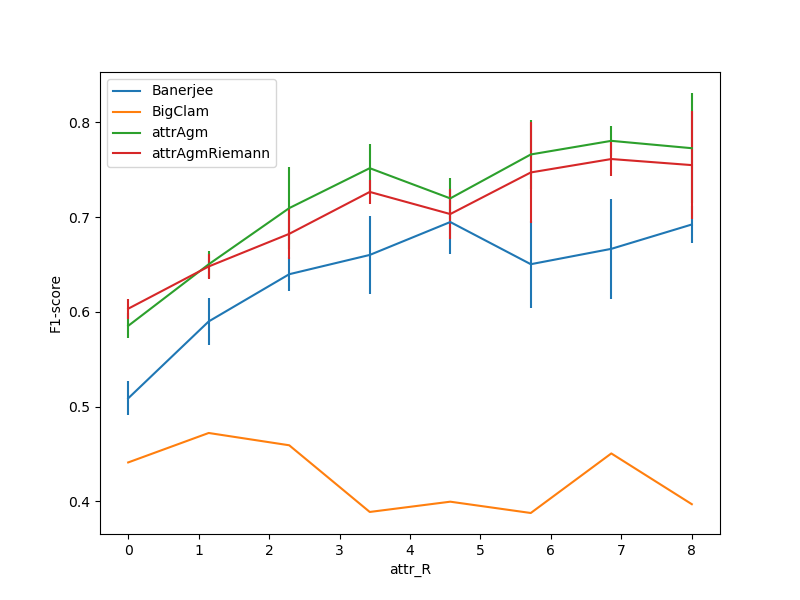 Banerjee
BigClam
attrAgm
attrAgmRiemann
F1-score
0.8
0.7
0.6
0.5
0.4
0 1 2 3 4 5 6 7 8
attr_R